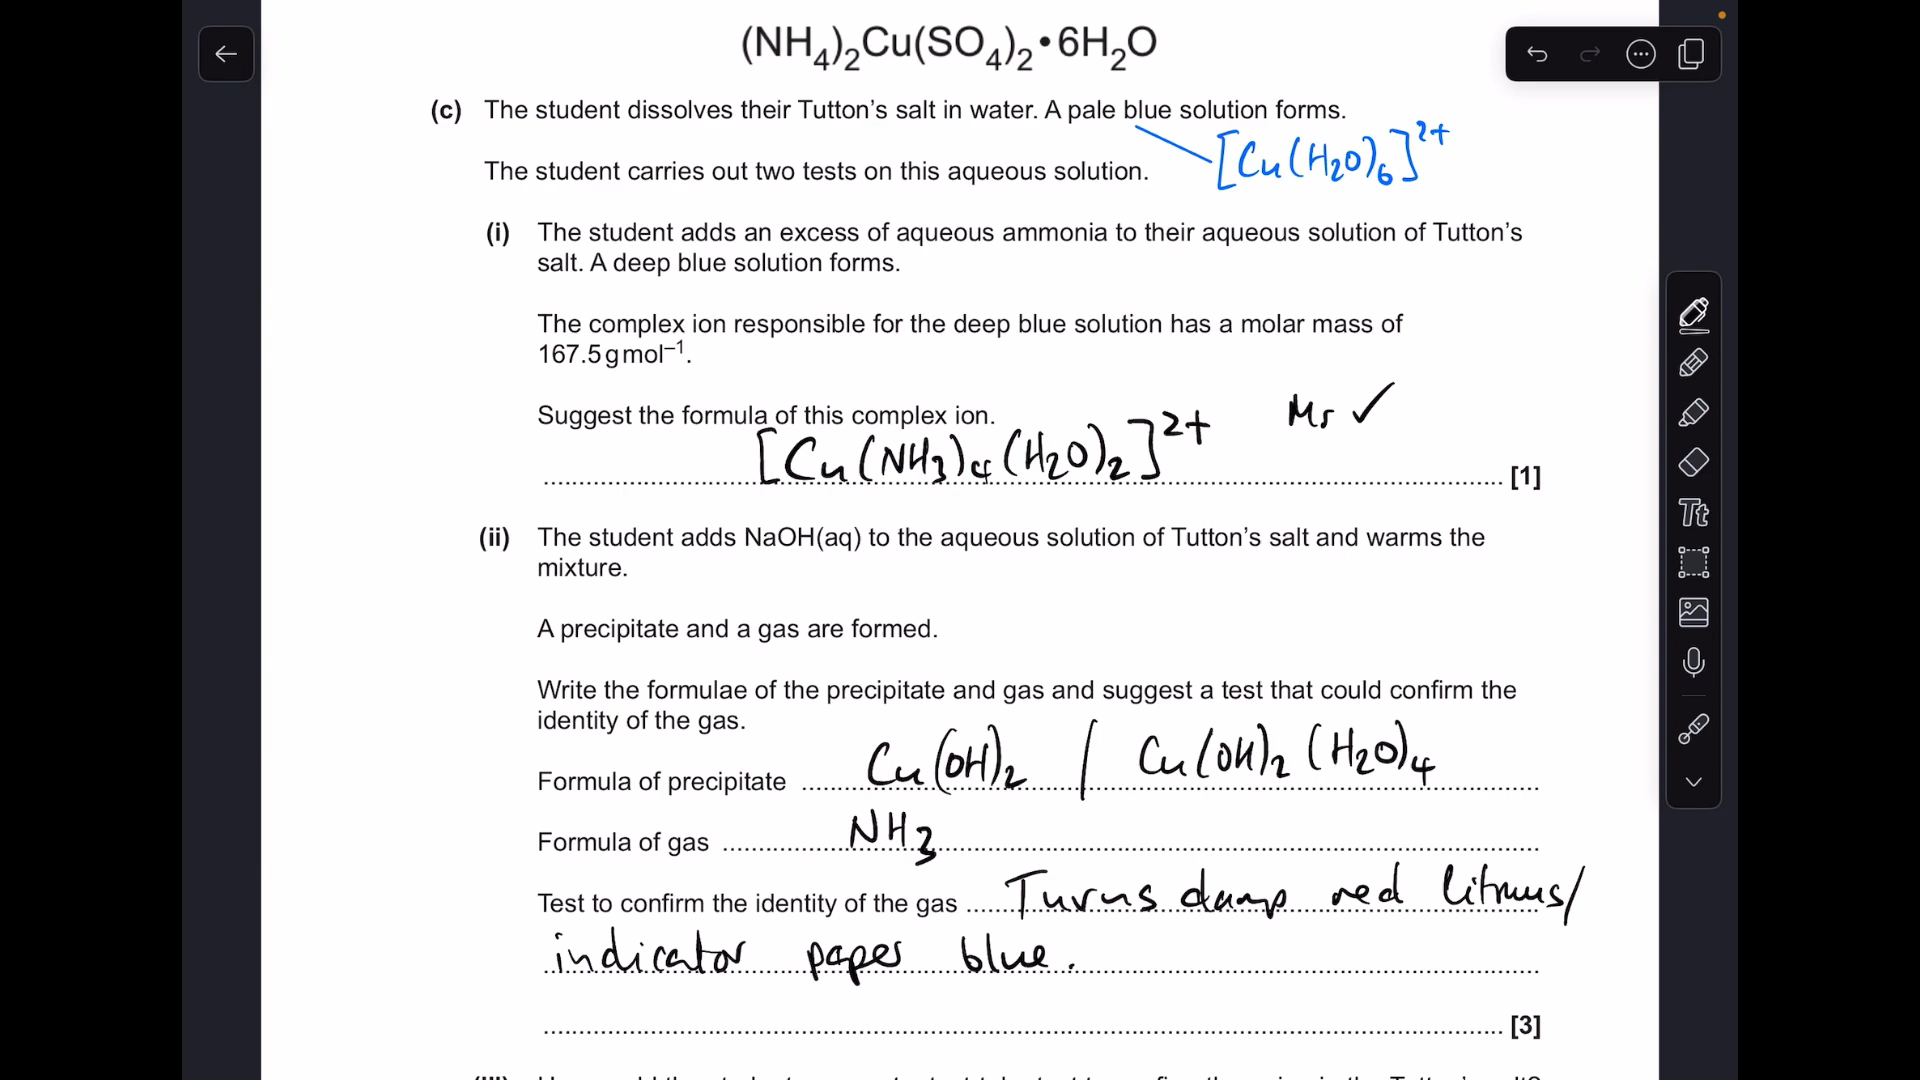 (NH₄)₂Cu(SO₄)₂•6H₂O
(c) The student dissolves their Tutton's salt in water. A pale blue solution forms.
[Cu(H₂O)₆]²⁺
The student carries out two tests on this aqueous solution.
(i) The student adds an excess of aqueous ammonia to their aqueous solution of Tutton's
salt. A deep blue solution forms.
The complex ion responsible for the deep blue solution has a molar mass of
167.5 g mol⁻¹.
Suggest the formula of this complex ion. Mr ✓
[Cu(NH₃)₄(H₂O)₂]²⁺ [1]
(ii) The student adds NaOH(aq) to the aqueous solution of Tutton's salt and warms the
mixture.
A precipitate and a gas are formed.
Write the formulae of the precipitate and gas and suggest a test that could confirm the
identity of the gas.
Formula of precipitate Cu(OH)₂ / Cu(OH)₂(H₂O)₄
Formula of gas NH₃
Test to confirm the identity of the gas Turns damp red litmus/
indicator paper blue.
[3]
Tt